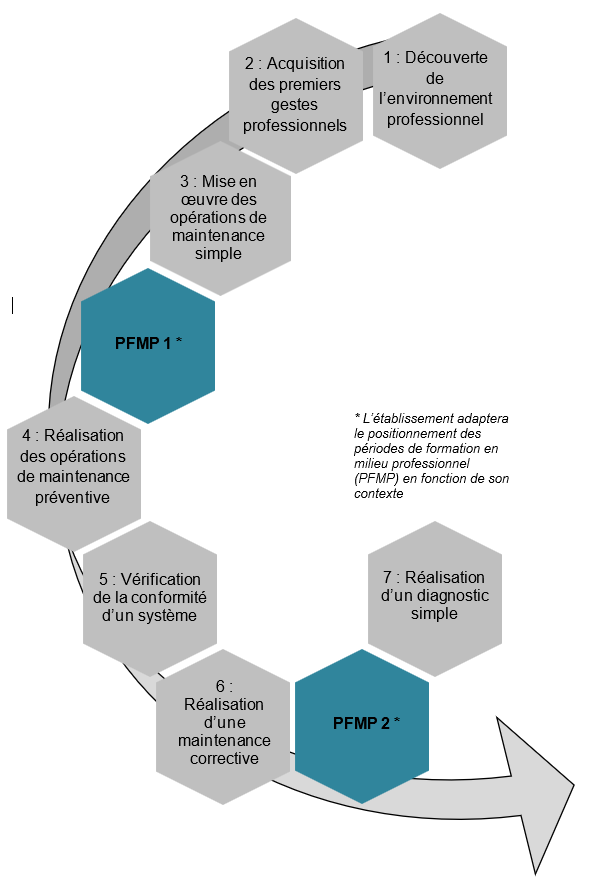 1 : Découverte
de
l’environnement
professionnel
2 : Acquisition
des premiers
gestes
professionnels
3 : Mise en
œuvre des
opérations de
maintenance
simple
PFMP 1 *
4 : Réalisation
des opérations
de maintenance
préventive
5 : Vérification
de la conformité
d’un système
6 :
Réalisation
d’une
maintenance
corrective
PFMP 2 *
7 : Réalisation
d’un diagnostic
simple
* L’établissement adaptera
le positionnement des
périodes de formation en
milieu professionnel
(PFMP) en fonction de son
contexte